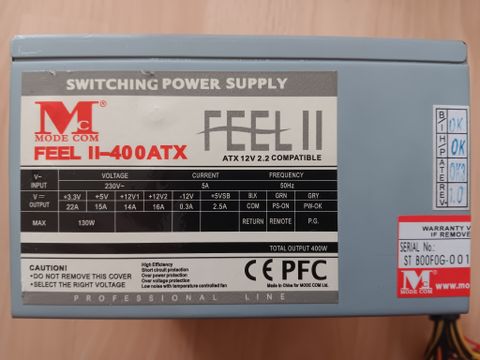 SWITCHING POWER SUPPLY
MC®
MODE COM
FEEL II-400ATX
FEEL II
ATX 12V 2.2 COMPATIBLE
V~ INPUT VOLTAGE CURRENT FREQUENCY
230V~ 5A 50Hz
V⎓ OUTPUT +3.3V +5V +12V1 +12V2 -12V +5VSB BLK GRN GRY
22A 15A 14A 16A 0.3A 2.5A COM PS-ON PW-OK
MAX 130W RETURN REMOTE P.G.
TOTAL OUTPUT 400W
CAUTION!
•DO NOT REMOVE THIS COVER
•SELECT THE RIGHT VOLTAGE
High Efficiency
Short circuit protection
Over power protection
Over voltage protection
Low noise with temperature controlled fan
CE PFC
Made in China for MODE COM Ltd.
PROFESSIONAL LINE
B/I OK
H/P OK
ATE
REV 1.0
WARRANTY V
IF REMOVE
SERIAL No.:
ST B00F0G-001
MC
MODE COM
www.mo